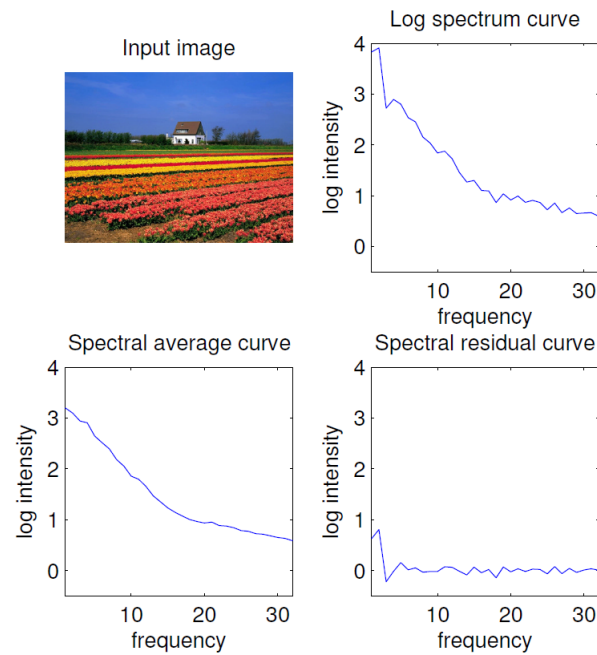 Input image
Log spectrum curve
4
3
2
1
0
log intensity
10
20
30
frequency
Spectral average curve
4
3
2
1
0
log intensity
10
20
30
frequency
Spectral residual curve
4
3
2
1
0
log intensity
10
20
30
frequency